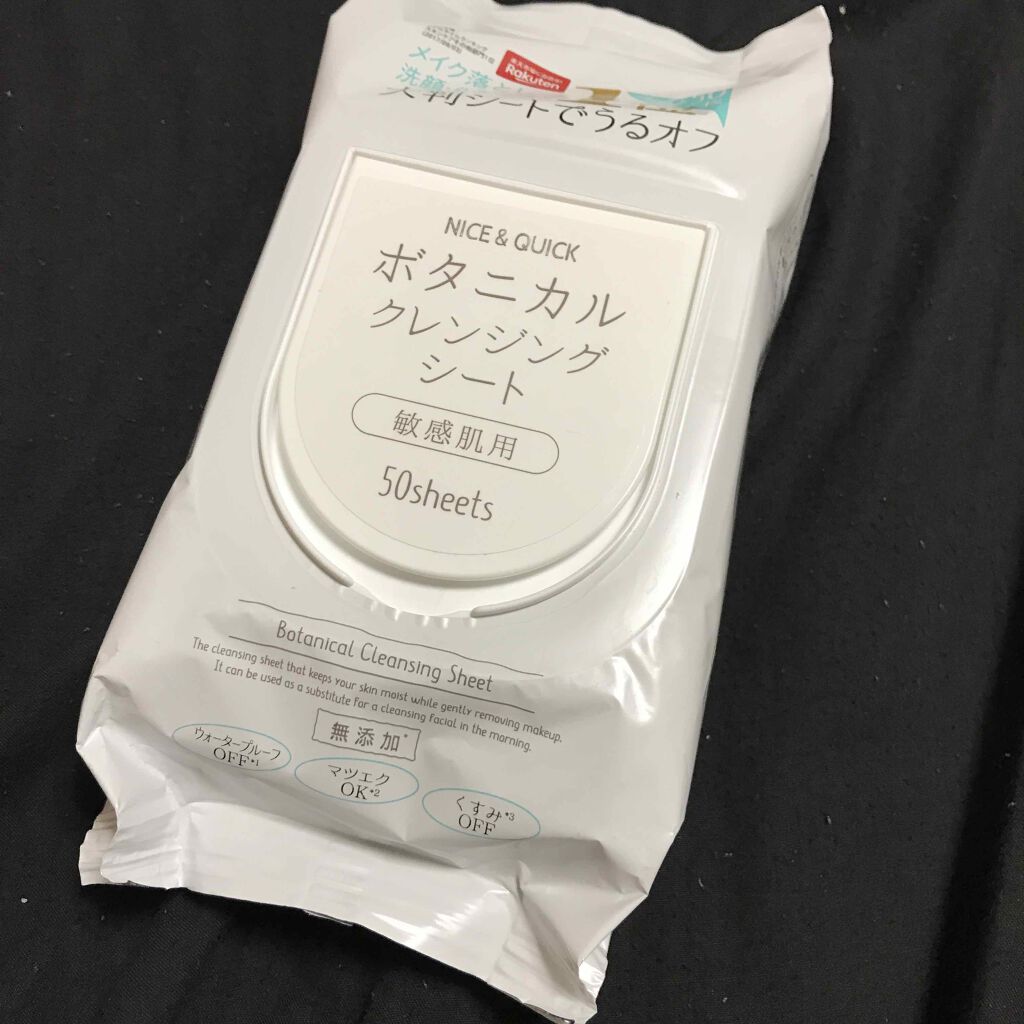 メイク落とし
洗顔
Rakuten
シートでうるオフ
NICE & QUICK
ボタニカル
クレンジング
シート
敏感肌用
50sheets
Botanical Cleansing Sheet
The cleansing sheet that keeps your skin moist while gently removing makeup.
It can be used as a substitute for a cleansing facial in the morning.
無添加*
ウォータープルーフ
OFF*1
マツエク
OK*2
くすみ*3
OFF